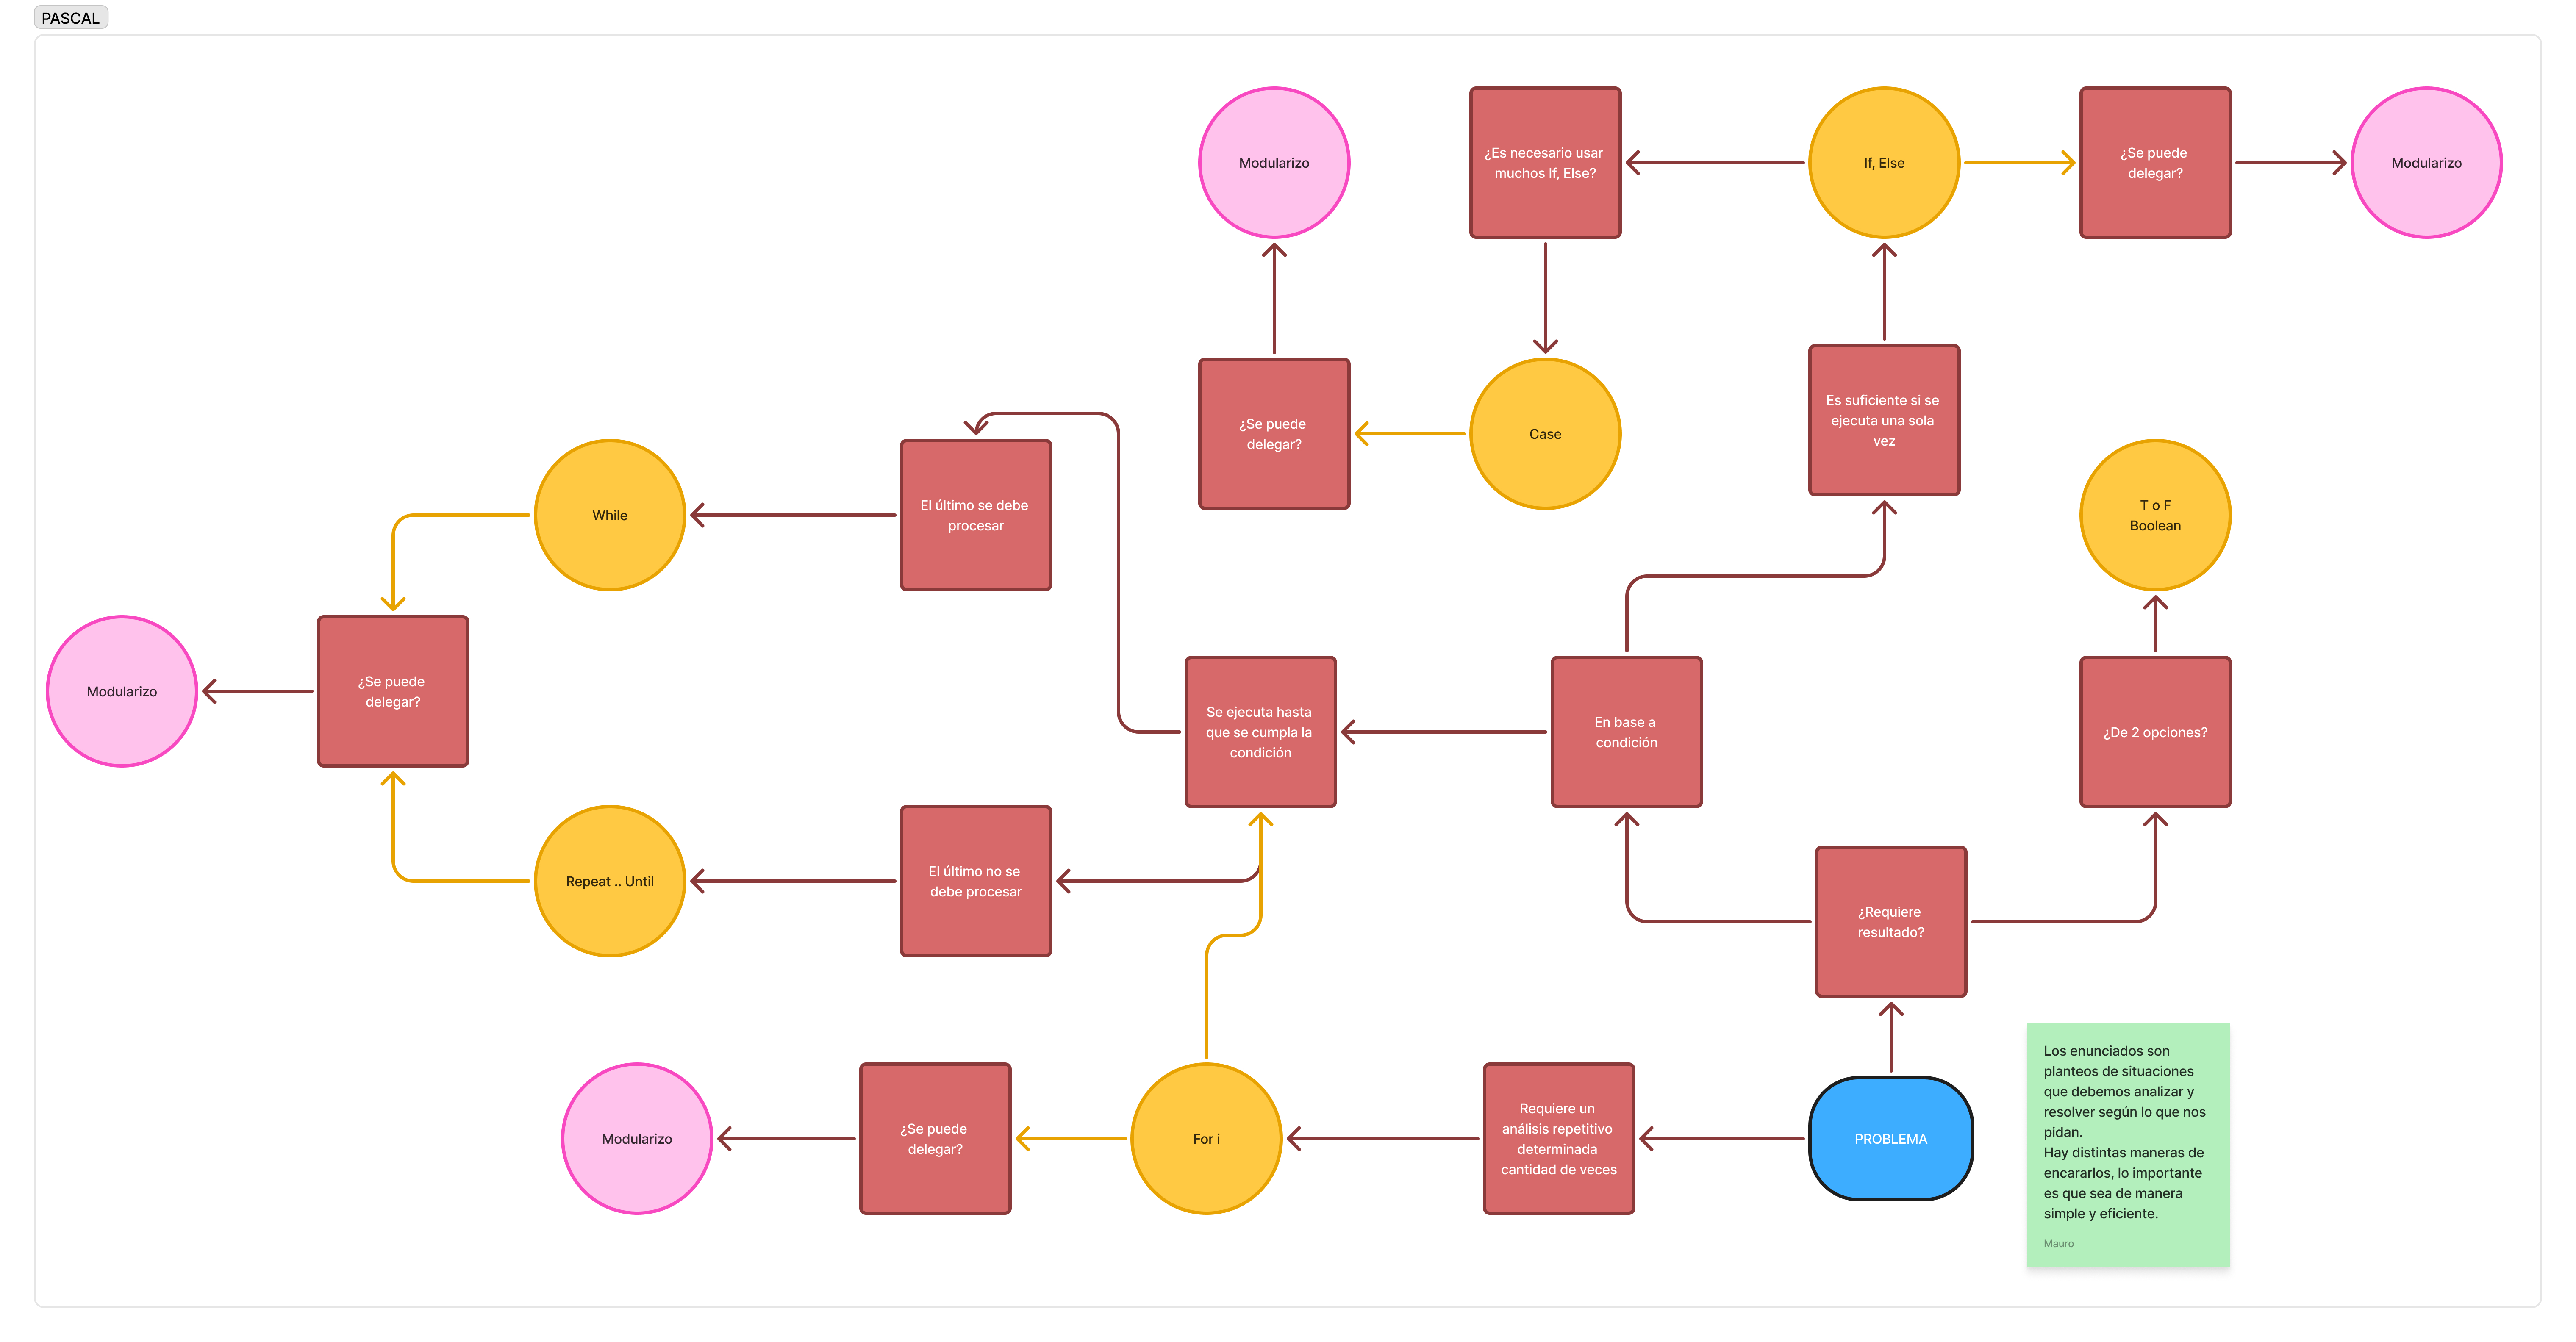 PASCAL
Modularizo
¿Es necesario usar
muchos If, Else?
If, Else
¿Se puede
delegar?
Modularizo
¿Se puede
delegar?
Case
Es suficiente si se
ejecuta una sola
vez
While
El último se debe
procesar
T o F
Boolean
Modularizo
¿Se puede
delegar?
Se ejecuta hasta
que se cumpla la
condición
En base a
condición
¿De 2 opciones?
Repeat .. Until
El último no se
debe procesar
¿Requiere
resultado?
Modularizo
¿Se puede
delegar?
For i
Requiere un
análisis repetitivo
determinada
cantidad de veces
PROBLEMA
Los enunciados son
planteos de situaciones
que debemos analizar y
resolver según lo que nos
pidan.
Hay distintas maneras de
encararlos, lo importante
es que sea de manera
simple y eficiente.
Mauro